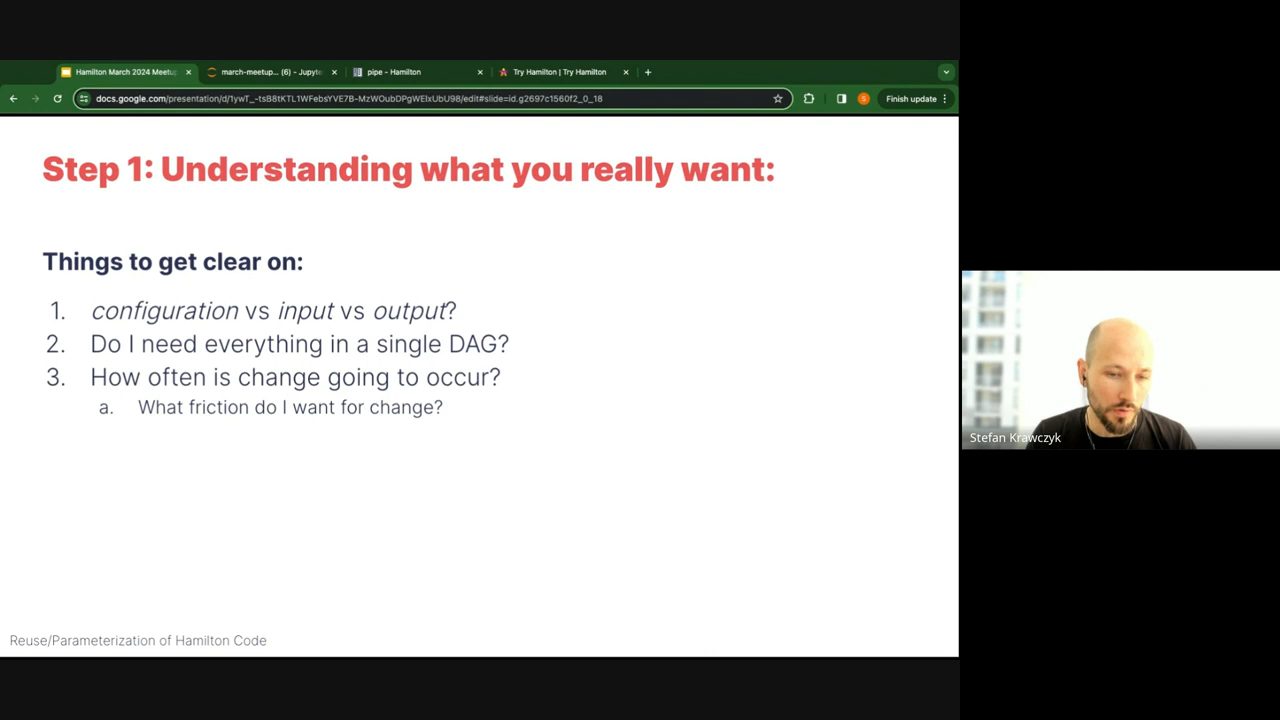 Hamilton March 2024 Meetup
march-meetup... (6) - Jupyte
pipe - Hamilton
Try Hamilton | Try Hamilton
docs.google.com/presentation/d/1ywT_-tsB8tKTL1WFebsYVE7B-MzWOubDPgWElxUbU98/edit#slide=id.g2697c1560f2_0_18
S
Finish update
Step 1: Understanding what you really want:
Things to get clear on:
1. configuration vs input vs output?
2. Do I need everything in a single DAG?
3. How often is change going to occur?
a. What friction do I want for change?
Stefan Krawczyk
Reuse/Parameterization of Hamilton Code